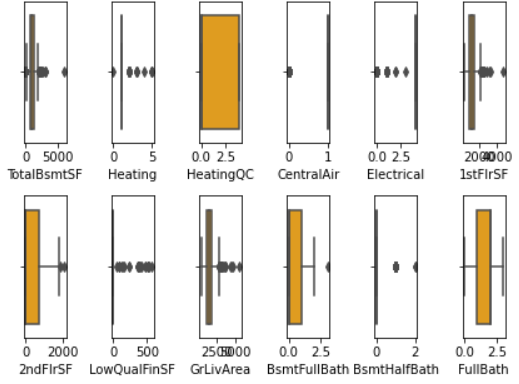 0 5000 0 5 0.0 2.5 0 1 0.0 2.5 20004000
TotalBsmtSF Heating HeatingQC CentralAir Electrical 1stFlrSF
0 2000 0 500 25005000 0.0 2.5 0 2 0.0 2.5
2ndFlrSF LowQualFinSF GrLivArea BsmtFullBath BsmtHalfBath FullBath